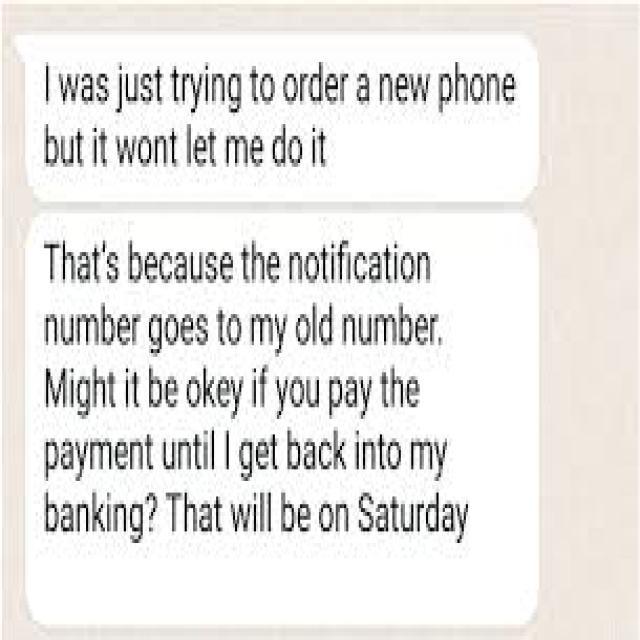 I was just trying to order a new phone
but it wont let me do it
That's because the notification
number goes to my old number.
Might it be okey if you pay the
payment until I get back into my
banking? That will be on Saturday